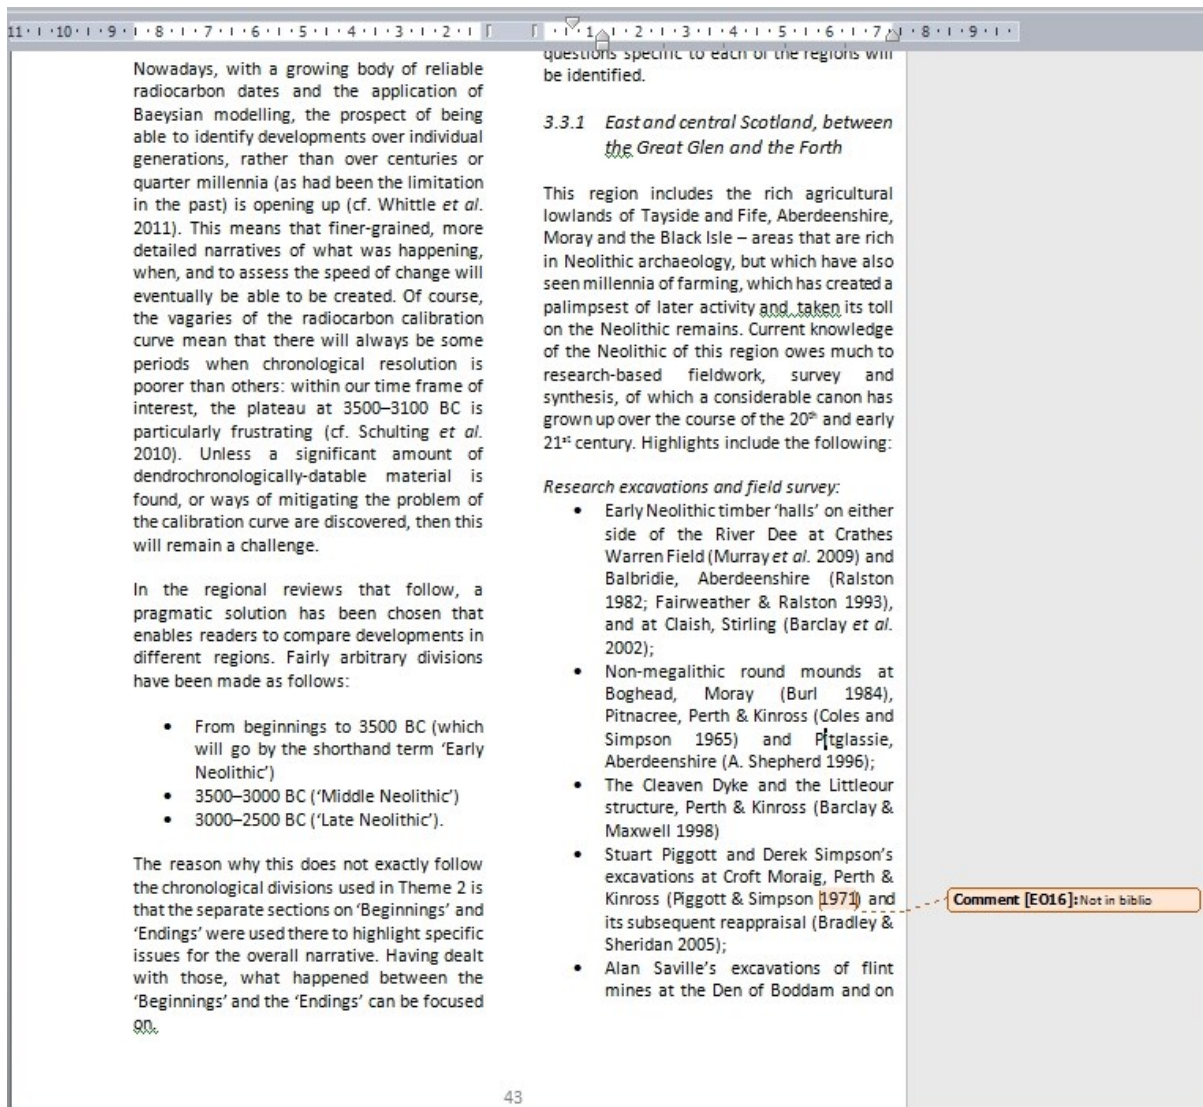 11 · 10 · 9 · 8 · 7 · 6 · 5 · 4 · 3 · 2 · 1 1 · 2 · 3 · 4 · 5 · 6 · 7 · 8 · 9
Nowadays, with a growing body of reliable
radiocarbon dates and the application of
Baeysian modelling, the prospect of being
able to identify developments over individual
generations, rather than over centuries or
quarter millennia (as had been the limitation
in the past) is opening up (cf. Whittle et al.
2011). This means that finer-grained, more
detailed narratives of what was happening,
when, and to assess the speed of change will
eventually be able to be created. Of course,
the vagaries of the radiocarbon calibration
curve mean that there will always be some
periods when chronological resolution is
poorer than others: within our time frame of
interest, the plateau at 3500–3100 BC is
particularly frustrating (cf. Schulting et al.
2010). Unless a significant amount of
dendrochronologically-datable material is
found, or ways of mitigating the problem of
the calibration curve are discovered, then this
will remain a challenge.
In the regional reviews that follow, a
pragmatic solution has been chosen that
enables readers to compare developments in
different regions. Fairly arbitrary divisions
have been made as follows:
• From beginnings to 3500 BC (which
will go by the shorthand term ‘Early
Neolithic’)
• 3500–3000 BC (‘Middle Neolithic’)
• 3000–2500 BC (‘Late Neolithic’).
The reason why this does not exactly follow
the chronological divisions used in Theme 2 is
that the separate sections on ‘Beginnings’ and
‘Endings’ were used there to highlight specific
issues for the overall narrative. Having dealt
with those, what happened between the
‘Beginnings’ and the ‘Endings’ can be focused
on.
questions specific to each of the regions will
be identified.
3.3.1 East and central Scotland, between
the Great Glen and the Forth
This region includes the rich agricultural
lowlands of Tayside and Fife, Aberdeenshire,
Moray and the Black Isle – areas that are rich
in Neolithic archaeology, but which have also
seen millennia of farming, which has created a
palimpsest of later activity and taken its toll
on the Neolithic remains. Current knowledge
of the Neolithic of this region owes much to
research-based fieldwork, survey and
synthesis, of which a considerable canon has
grown up over the course of the 20th and early
21st century. Highlights include the following:
Research excavations and field survey:
• Early Neolithic timber ‘halls’ on either
side of the River Dee at Crathes
Warren Field (Murray et al. 2009) and
Balbridie, Aberdeenshire (Ralston
1982; Fairweather & Ralston 1993),
and at Claish, Stirling (Barclay et al.
2002);
• Non-megalithic round mounds at
Boghead, Moray (Burl 1984),
Pitnacree, Perth & Kinross (Coles and
Simpson 1965) and Pitglassie,
Aberdeenshire (A. Shepherd 1996);
• The Cleaven Dyke and the Littleour
structure, Perth & Kinross (Barclay &
Maxwell 1998)
• Stuart Piggott and Derek Simpson’s
excavations at Croft Moraig, Perth &
Kinross (Piggott & Simpson 1971) and
its subsequent reappraisal (Bradley &
Sheridan 2005);
• Alan Saville’s excavations of flint
mines at the Den of Boddam and on
Comment [EO16]: Not in biblio
43